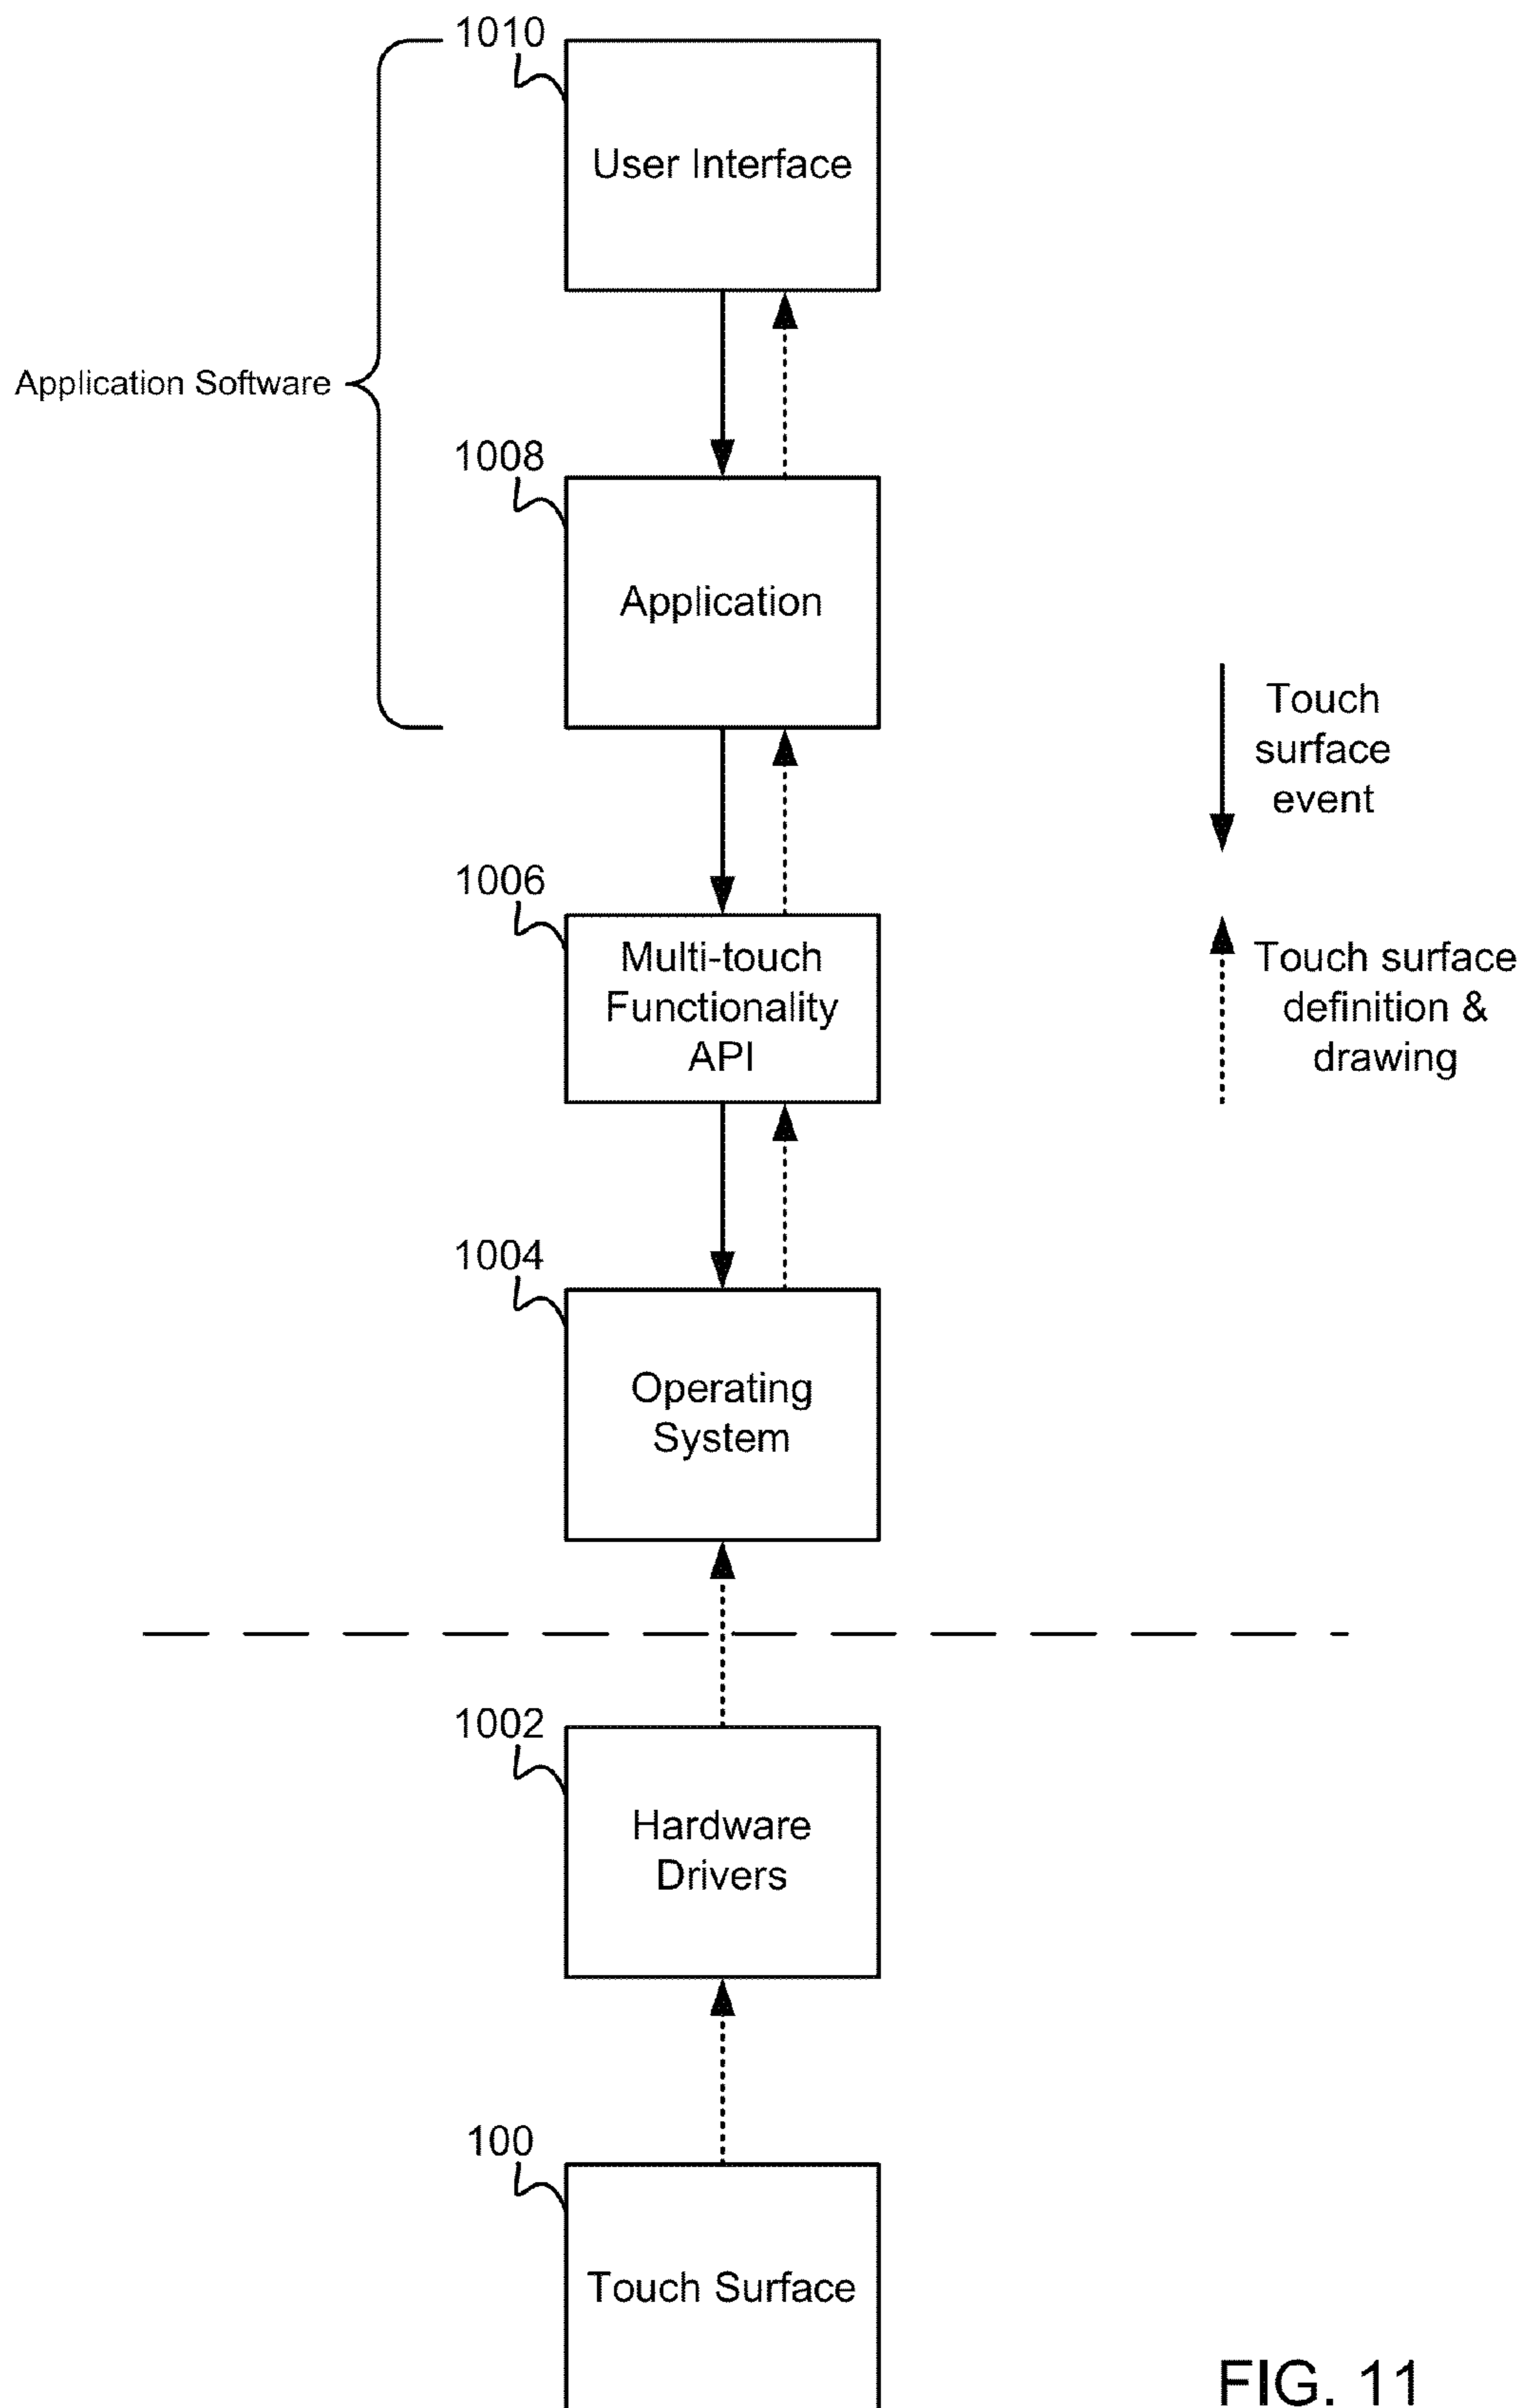 1010
User Interface
Application Software
1008
Application
Touch
surface
event
1006
Multi-touch
Functionality
API
Touch surface
definition &
drawing
1004
Operating
System
1002
Hardware
Drivers
100
Touch Surface
FIG. 11